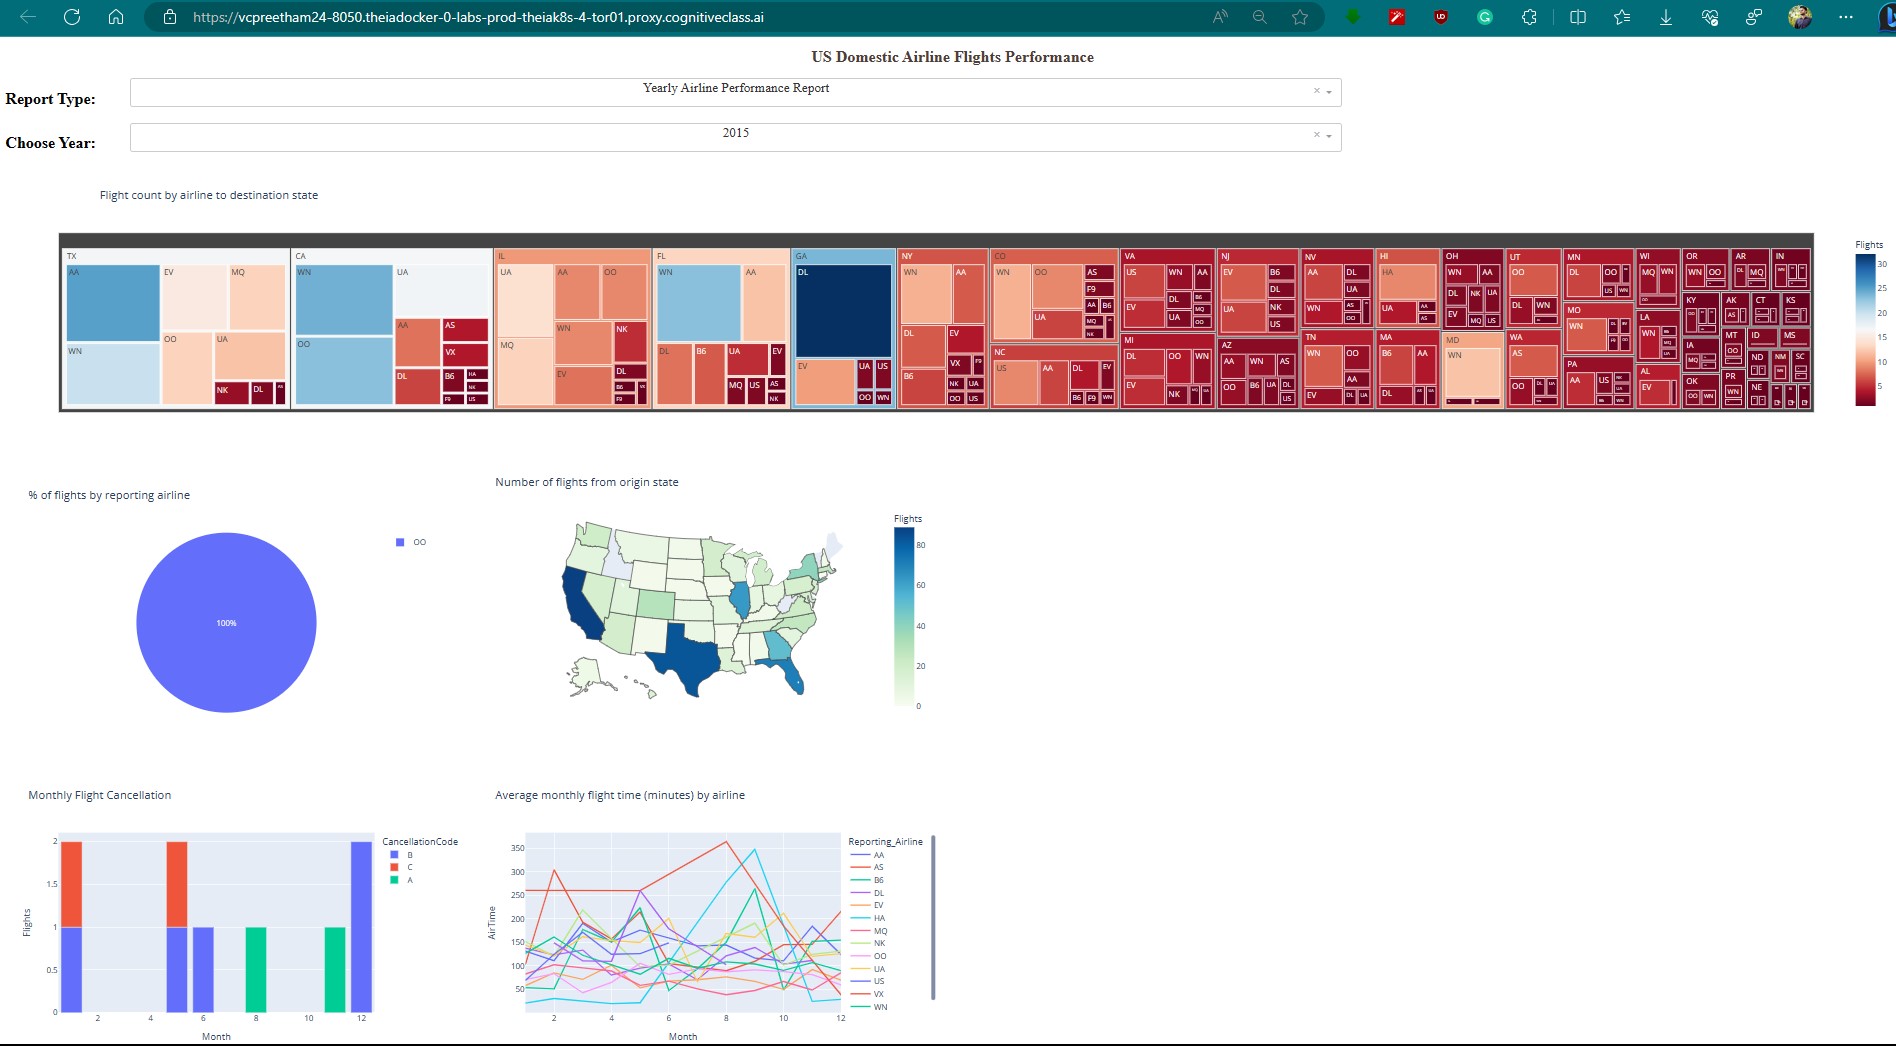 https://vcpreetham24-8050.theiadocker-0-labs-prod-theiak8s-4-tor01.proxy.cognitiveclass.ai
US Domestic Airline Flights Performance
Report Type:
Yearly Airline Performance Report
Choose Year:
2015
Flight count by airline to destination state
TX
AA
EV
MQ
WN
OO
UA
NK
DL
CA
WN
UA
OO
AA
AS
VX
DL
B6
HA
NK
F9
US
IL
UA
AA
OO
MQ
WN
NK
EV
DL
B6
F9
FL
WN
AA
DL
B6
UA
EV
MQ
US
AS
NK
GA
DL
EV
UA
US
OO
WN
NY
WN
AA
DL
EV
VX
F9
B6
NK
UA
OO
US
CO
WN
OO
AS
F9
UA
AA
B6
MQ
NK
NC
US
AA
DL
EV
B6
F9
WN
VA
US
WN
AA
EV
DL
B6
MQ
UA
OO
MI
DL
OO
WN
EV
NK
NJ
EV
B6
DL
UA
NK
US
AZ
AA
WN
AS
OO
B6
UA
DL
US
NV
AA
DL
UA
WN
AS
OO
TN
WN
OO
AA
EV
DL
UA
HI
HA
UA
AA
AS
MA
B6
AA
DL
OH
WN
AA
DL
NK
UA
EV
MQ
US
MD
WN
UT
OO
DL
WN
WA
AS
OO
DL
UA
MN
DL
OO
US
WN
MO
WN
PA
AA
US
WI
MQ
WN
LA
WN
AL
EV
OR
WN
OO
KY
IA
MQ
OK
OO
WN
AR
DL
MQ
AK
AS
MT
OO
PR
WN
IN
CT
KS
ID
MS
ND
NM
SC
NE
Flights
30
25
20
15
10
5
% of flights by reporting airline
OO
100%
Number of flights from origin state
Flights
80
60
40
20
0
Monthly Flight Cancellation
CancellationCode
B
C
A
Flights
2
1.5
1
0.5
0
2
4
6
8
10
12
Month
Average monthly flight time (minutes) by airline
Reporting_Airline
AA
AS
B6
DL
EV
HA
MQ
NK
OO
UA
US
VX
WN
AirTime
350
300
250
200
150
100
50
2
4
6
8
10
12
Month